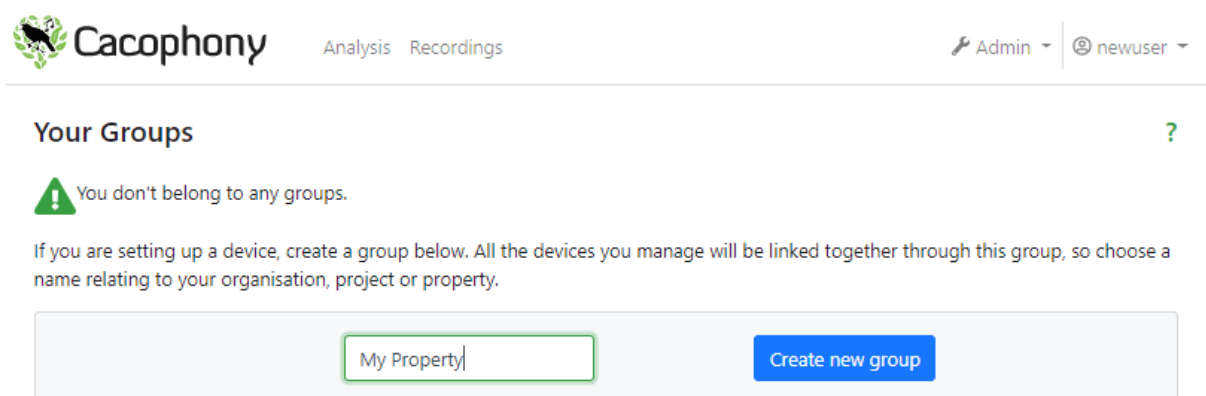 Cacophony Analysis Recordings Admin newuser
Your Groups ?
! You don't belong to any groups.
If you are setting up a device, create a group below. All the devices you manage will be linked together through this group, so choose a
name relating to your organisation, project or property.
My Property Create new group